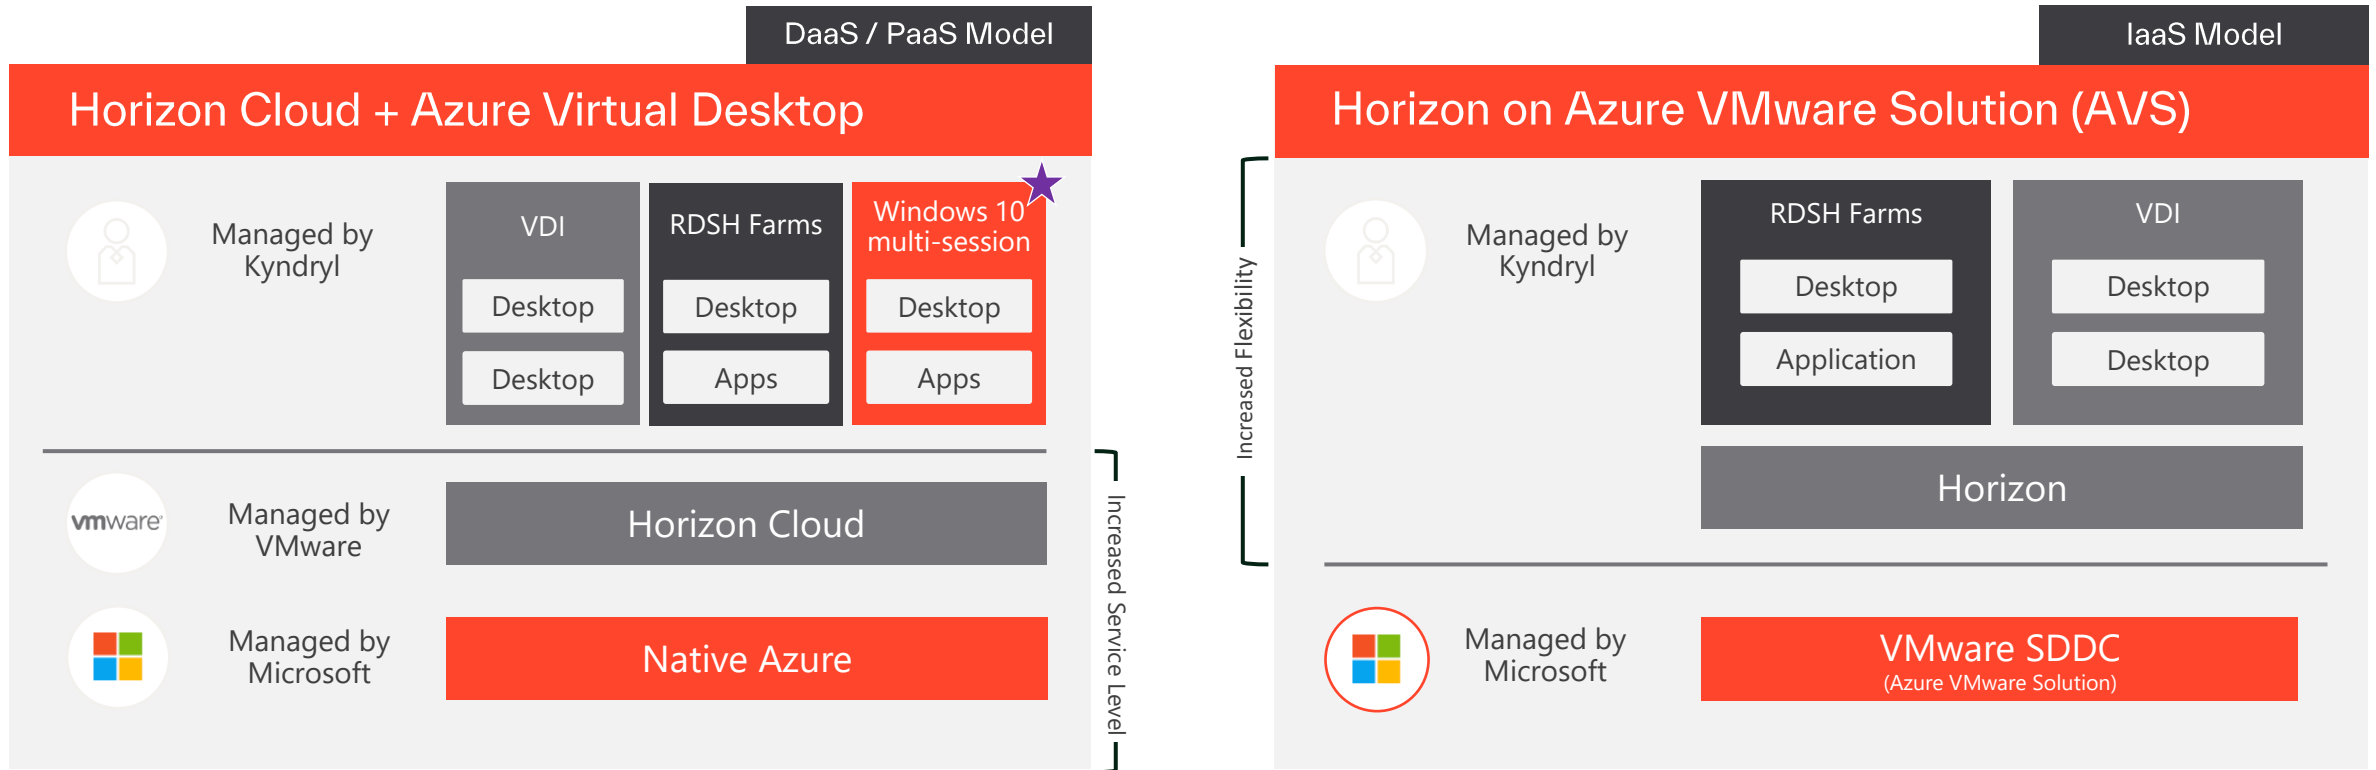 DaaS / PaaS Model
Horizon Cloud + Azure Virtual Desktop
Managed by
Kyndryl
VDI
Desktop
Desktop
RDSH Farms
Desktop
Apps
Windows 10
multi-session
Desktop
Apps
vmware
Managed by
VMware
Horizon Cloud
Managed by
Microsoft
Native Azure
Increased Service Level
IaaS Model
Horizon on Azure VMware Solution (AVS)
Increased Flexibility
Managed by
Kyndryl
RDSH Farms
Desktop
Application
VDI
Desktop
Desktop
Horizon
Managed by
Microsoft
VMware SDDC
(Azure VMware Solution)